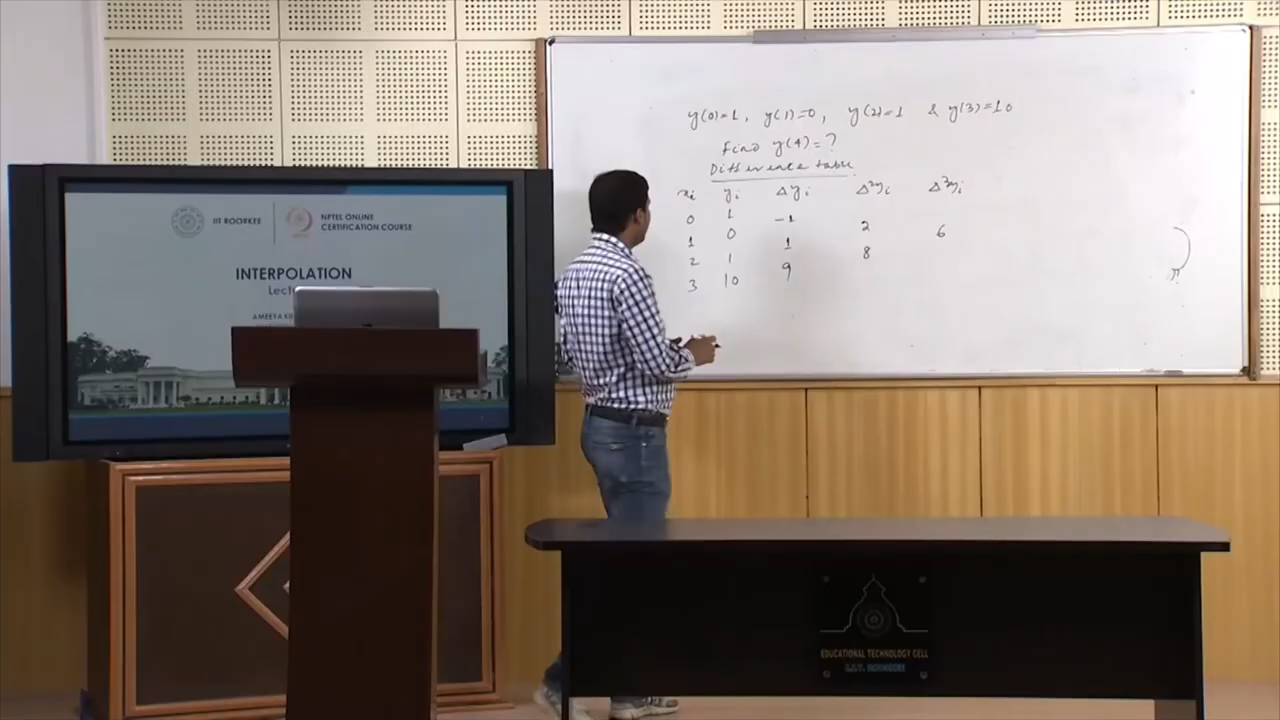 IIT ROORKEE
NPTEL ONLINE
CERTIFICATION COURSE
INTERPOLATION
y(0)=1, y(1)=0, y(2)=1 & y(3)=10
Find y(4)=?
Difference table
xᵢ yᵢ Δyᵢ Δ²yᵢ Δ³yᵢ
0 1 -1 2 6
1 0 1 8
2 1 9
3 10
EDUCATIONAL TECHNOLOGY CELL
I.I.T. ROORKEE